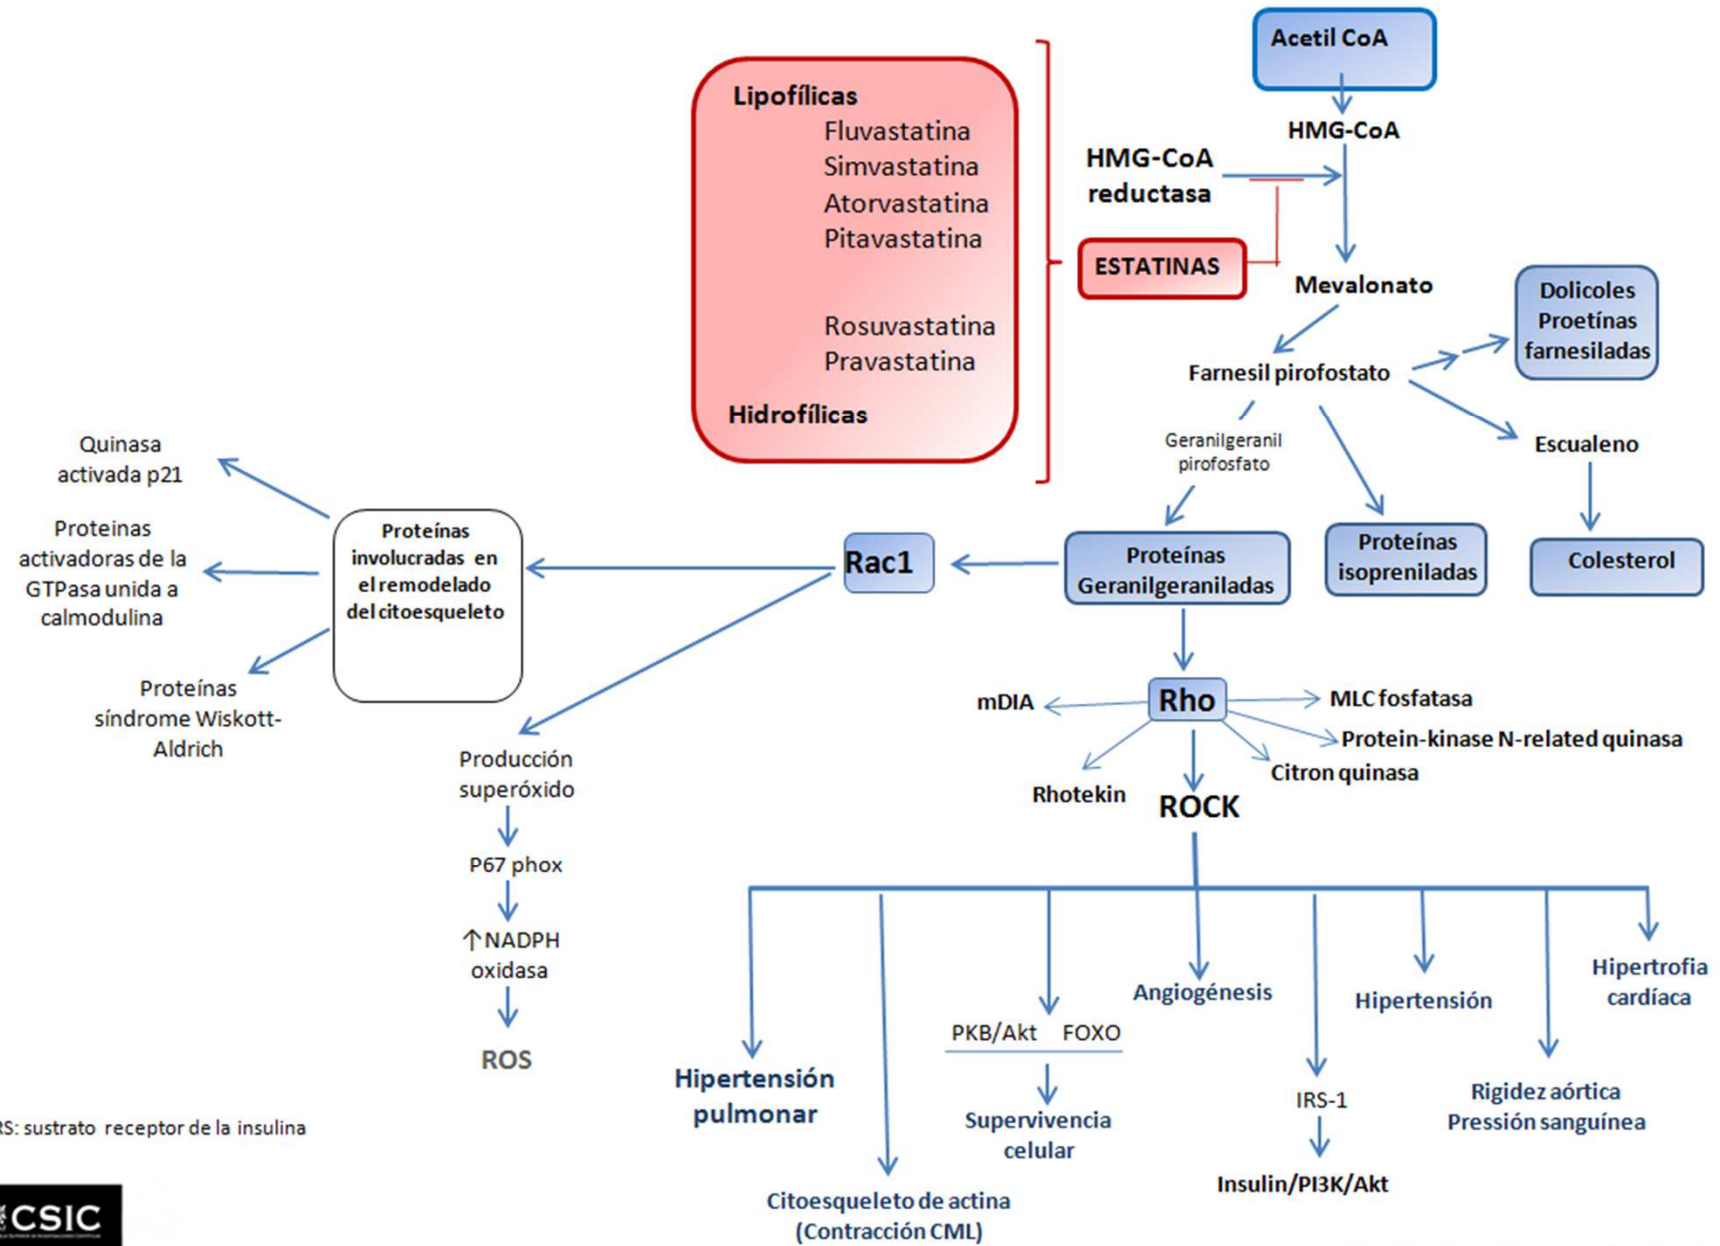 Acetil CoA
HMG-CoA
HMG-CoA
reductasa
Lipofílicas
Fluvastatina
Simvastatina
Atorvastatina
Pitavastatina
Rosuvastatina
Pravastatina
Hidrofílicas
ESTATINAS
Mevalonato
Dolicoles
Proetínas
farnesiladas
Farnesil pirofostato
Geranilgeranil
pirofosfato
Escualeno
Colesterol
Proteínas
isopreniladas
Proteínas
Geranilgeraniladas
Rac1
Proteínas
involucradas en
el remodelado
del citoesqueleto
Quinasa
activada p21
Proteinas
activadoras de la
GTPasa unida a
calmodulina
Proteínas
síndrome Wiskott-
Aldrich
Producción
superóxido
P67 phox
↑NADPH
oxidasa
ROS
Rho
mDIA
MLC fosfatasa
Protein-kinase N-related quinasa
Citron quinasa
Rhotekin
ROCK
Hipertensión
pulmonar
Citoesqueleto de actina
(Contracción CML)
PKB/Akt FOXO
Supervivencia
celular
Angiogénesis
IRS-1
Insulin/PI3K/Akt
Hipertensión
Rigidez aórtica
Pressión sanguínea
Hipertrofia
cardíaca
RS: sustrato receptor de la insulina
CSIC